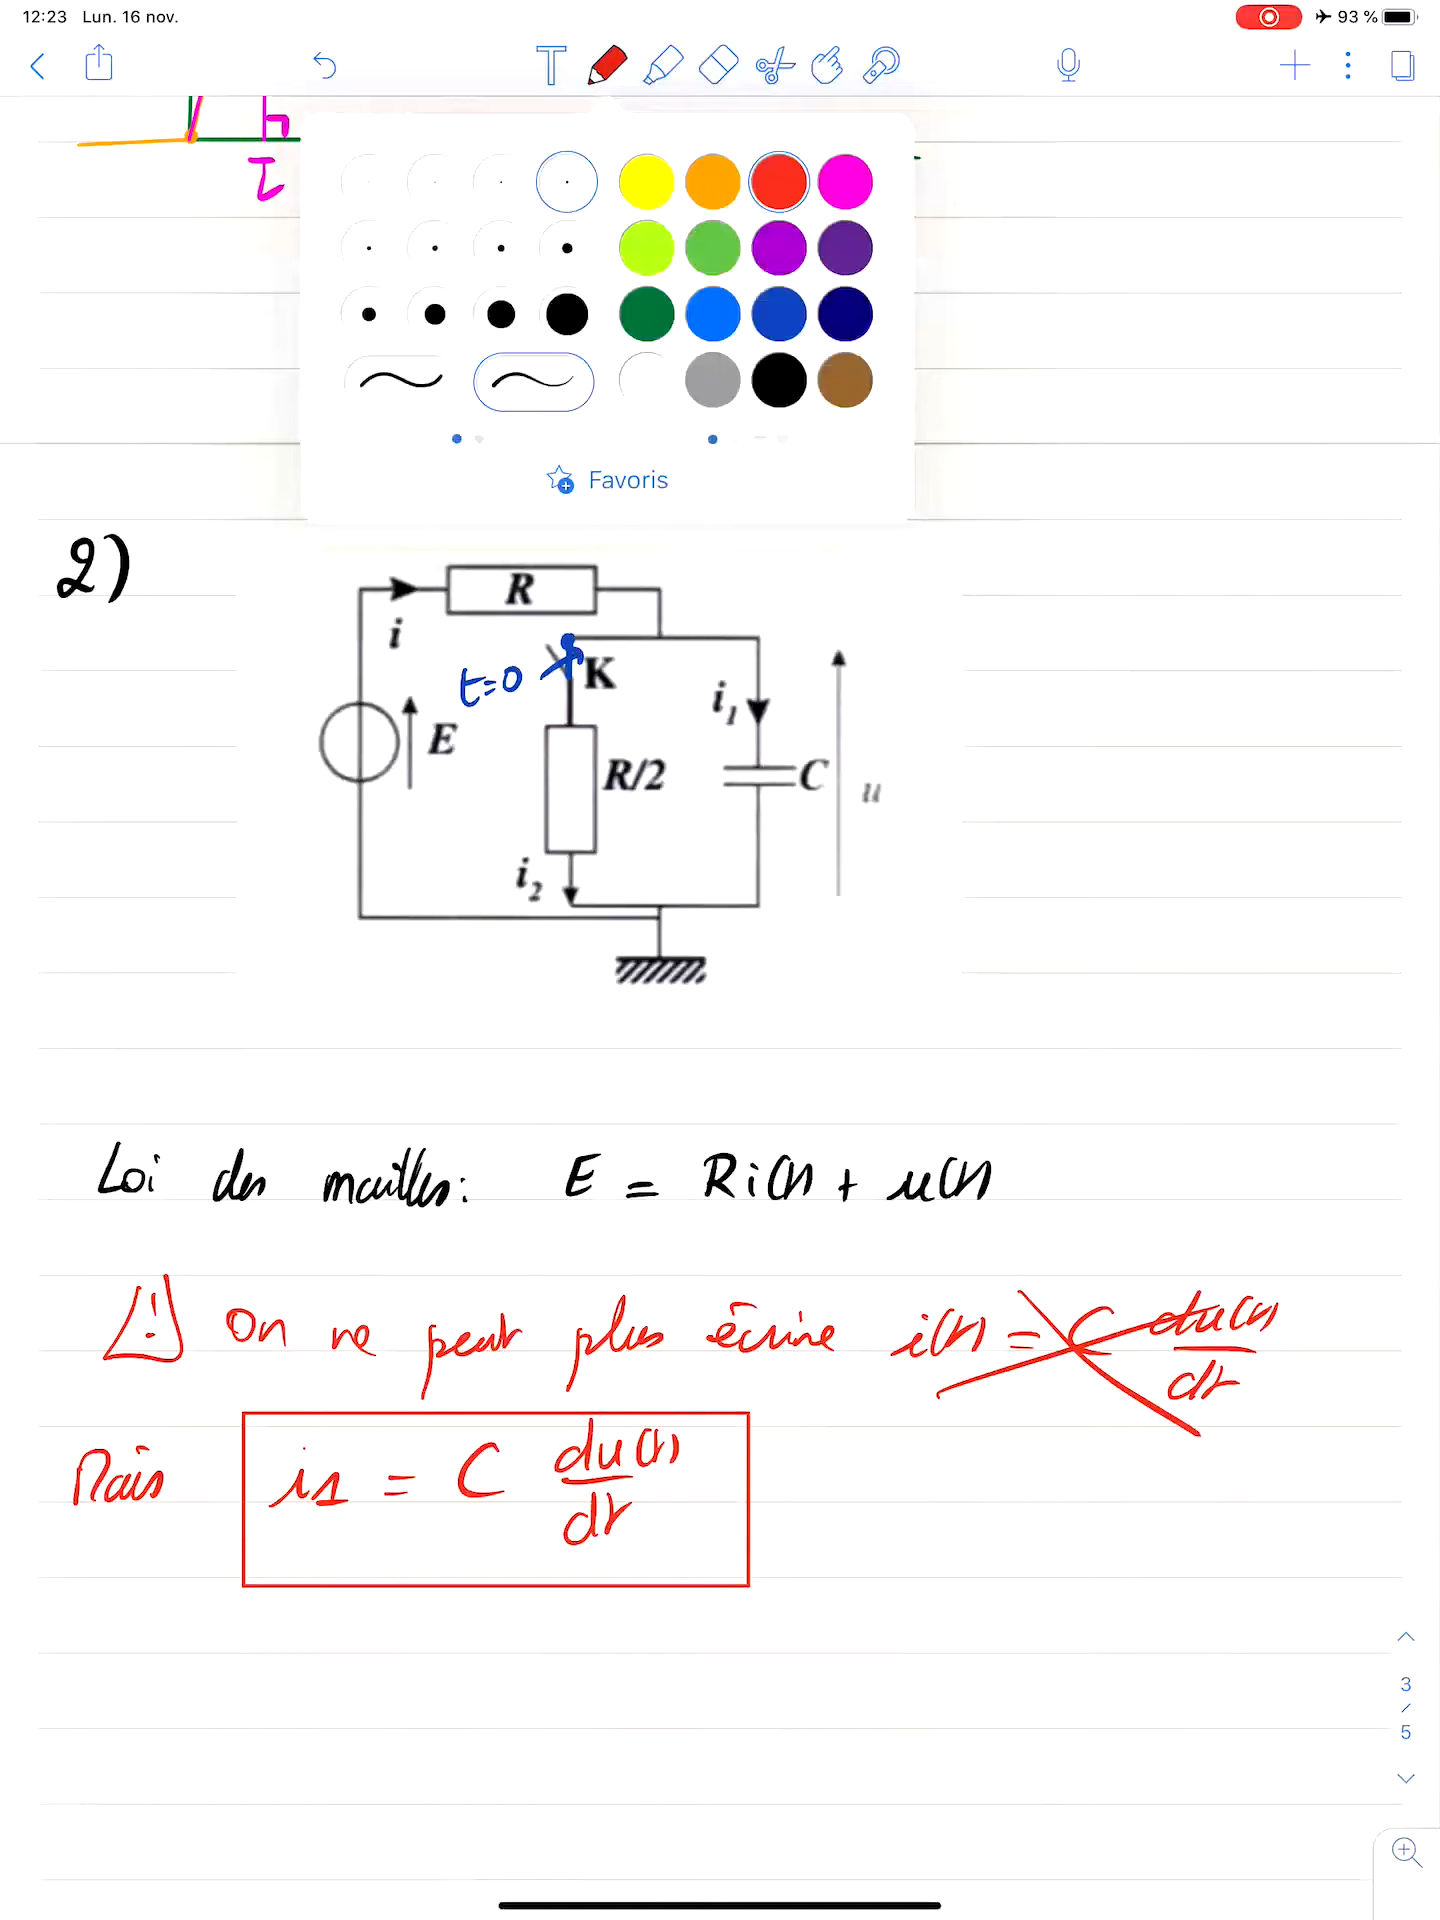 12:23 Lun. 16 nov. 93 %
T
Favoris
2)
R
i
t=0
K
i1
E
R/2
C
u
i2
Loi des mailles: E = Ri(t) + u(t)
! On ne peut plus écrire i(t) = C du(t)/dt
Mais i1 = C du(t)/dt
3
/
5